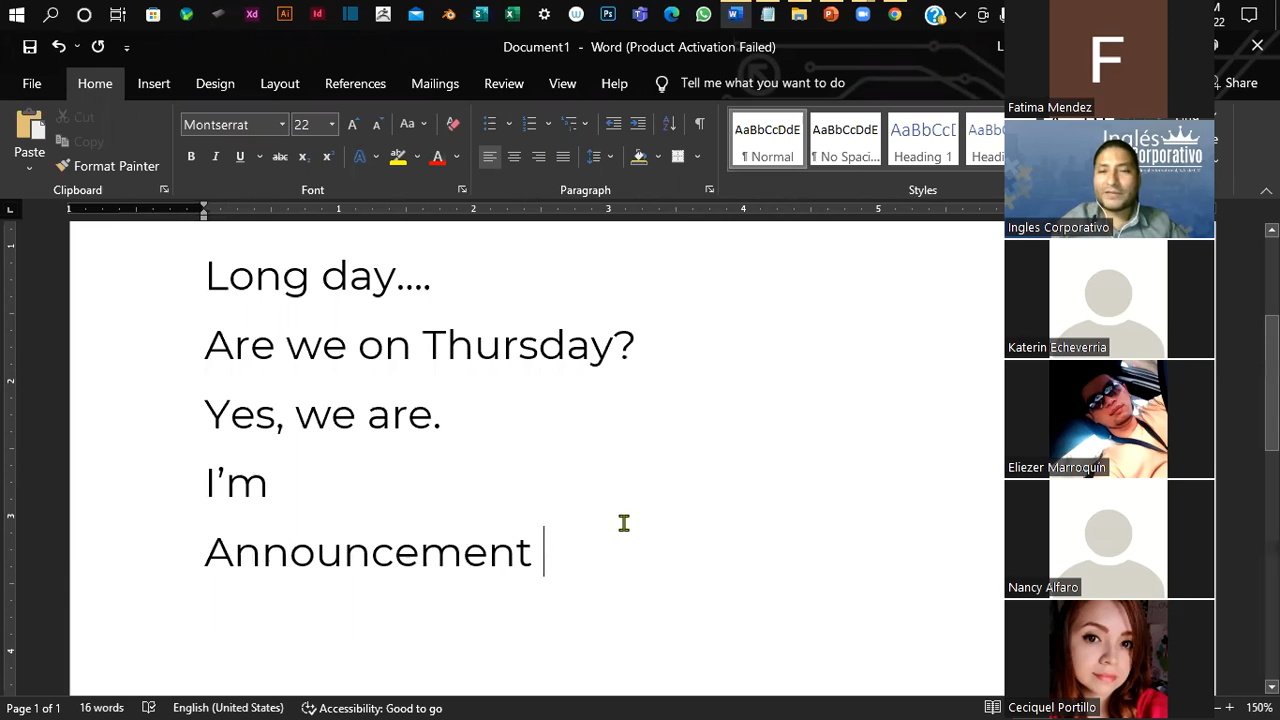 Document1 - Word (Product Activation Failed)
File Home Insert Design Layout References Mailings Review View Help Tell me what you want to do Share
Paste Cut Copy Format Painter
Montserrat 22
AaBbCcDdE ¶ Normal
AaBbCcDdE ¶ No Spaci...
AaBbC Heading 1
Clipboard Font Paragraph Styles
Long day....
Are we on Thursday?
Yes, we are.
I'm
Announcement
Page 1 of 1 16 words English (United States) Accessibility: Good to go 150%
F
Fatima Mendez
Inglés
Corporativo
Ingles Corporativo
Katerin Echeverria
Eliezer Marroquín
Nancy Alfaro
Ceciquel Portillo